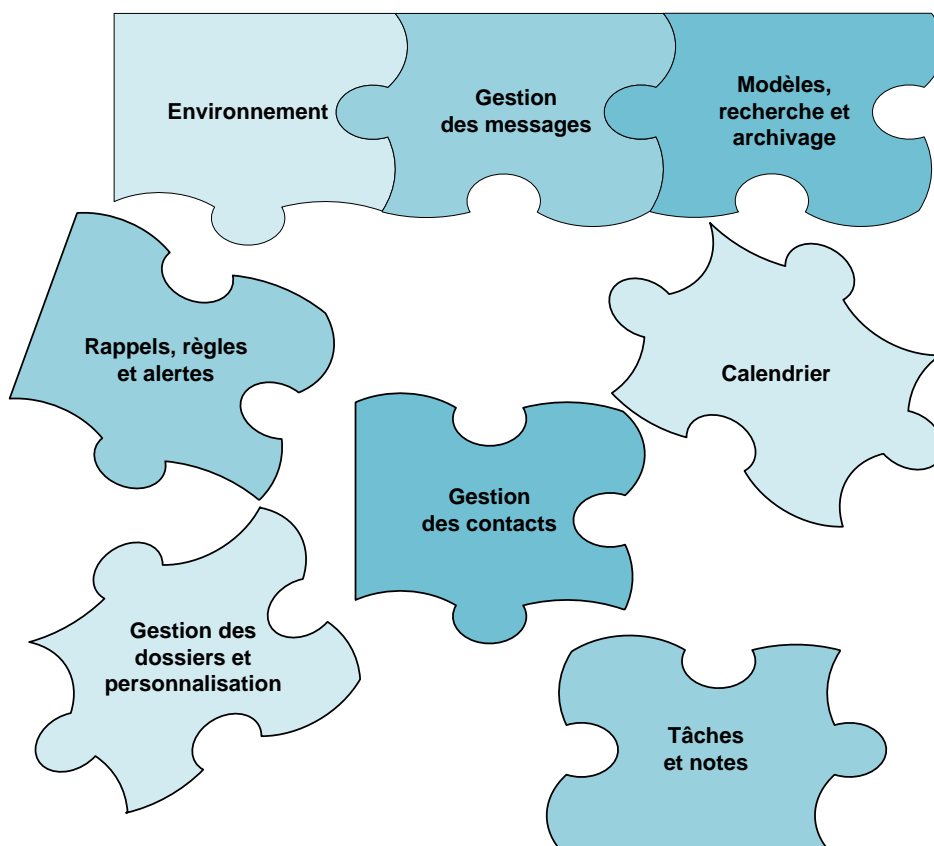 Environnement
Gestion
des messages
Modèles,
recherche et
archivage
Rappels, règles
et alertes
Calendrier
Gestion
des contacts
Gestion des
dossiers et
personnalisation
Tâches
et notes